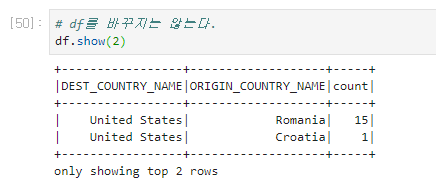 [50]: # df를 바꾸지는 않는다.
df.show(2)
+-----------------+-------------------+-----+
|DEST_COUNTRY_NAME|ORIGIN_COUNTRY_NAME|count|
+-----------------+-------------------+-----+
|    United States|            Romania|   15|
|    United States|            Croatia|    1|
+-----------------+-------------------+-----+
only showing top 2 rows